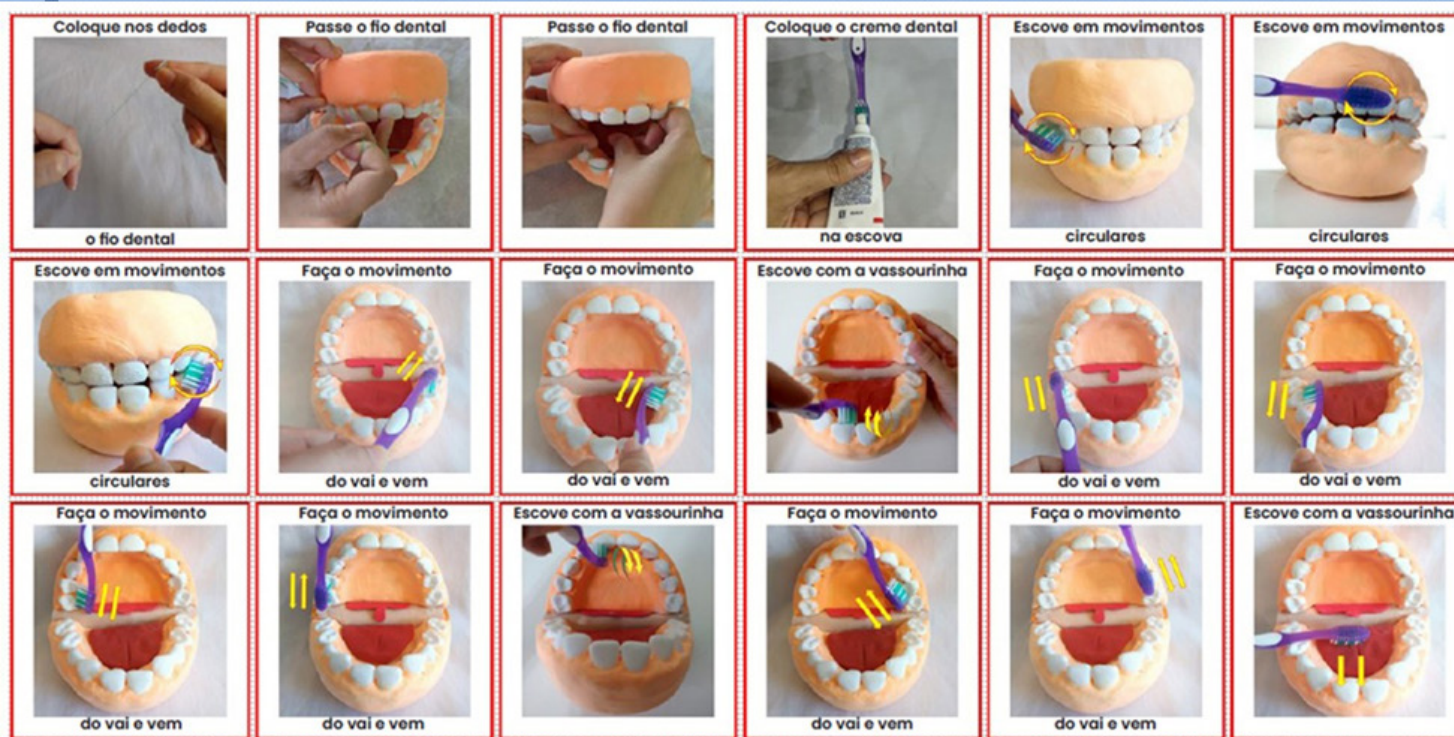 Coloque nos dedos
o fio dental
Passe o fio dental
Passe o fio dental
Coloque o creme dental
na escova
Escove em movimentos
circulares
Escove em movimentos
circulares
Escove em movimentos
circulares
Faça o movimento
do vai e vem
Faça o movimento
do vai e vem
Escove com a vassourinha
Faça o movimento
do vai e vem
Faça o movimento
do vai e vem
Faça o movimento
do vai e vem
Faça o movimento
do vai e vem
Escove com a vassourinha
Faça o movimento
do vai e vem
Faça o movimento
do vai e vem
Escove com a vassourinha